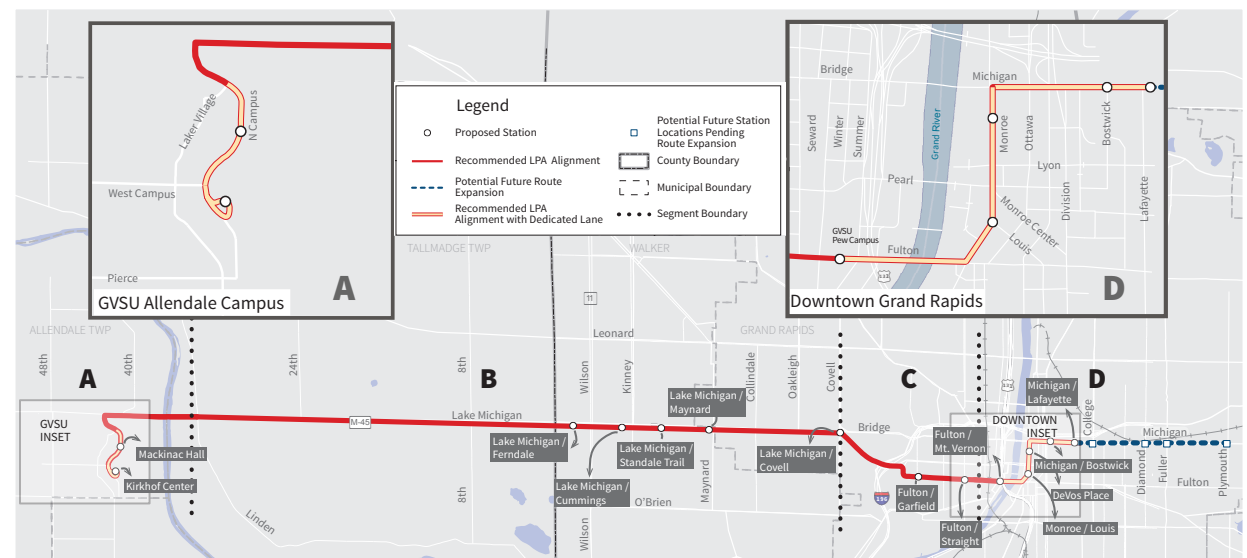 Laker Village
N Campus
West Campus
Pierce
GVSU Allendale Campus
A
Legend
Proposed Station
Recommended LPA Alignment
Potential Future Route
Expansion
Recommended LPA
Alignment with Dedicated Lane
Potential Future Station
Locations Pending
Route Expansion
County Boundary
Municipal Boundary
Segment Boundary
Bridge
Michigan
Seward
Winter
Summer
Grand River
Monroe
Ottawa
Bostwick
Lyon
Pearl
Division
Lafayette
Monroe Center
Louis
GVSU
Pew Campus
Fulton
Downtown Grand Rapids
D
TALLMADGE TWP
WALKER
11
ALLENDALE TWP
Leonard
GRAND RAPIDS
48th
40th
24th
8th
Wilson
Kinney
Collindale
Oakleigh
Covell
A
B
C
D
GVSU
INSET
Mackinac Hall
Kirkhof Center
M-45
Lake Michigan
Lake Michigan /
Ferndale
Lake Michigan /
Cummings
Lake Michigan /
Standale Trail
Lake Michigan /
Maynard
Lake Michigan /
Covell
Maynard
O'Brien
8th
Wilson
Linden
Bridge
196
Fulton /
Garfield
Fulton /
Straight
Fulton /
Mt. Vernon
DOWNTOWN
INSET
Michigan /
Lafayette
College
Michigan
Michigan / Bostwick
DeVos Place
Monroe / Louis
Diamond
Fuller
Fulton
Plymouth